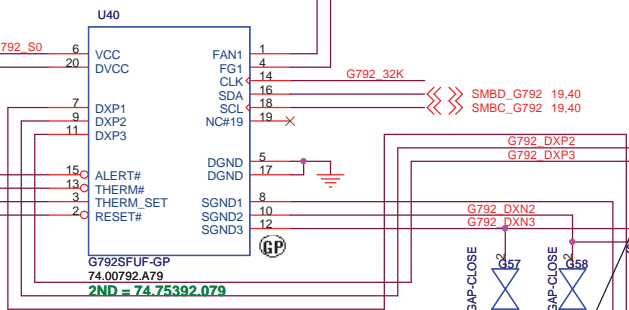 U40
792_S0
6 VCC FAN1 1
20 DVCC FG1 4
CLK 14 G792_32K
SDA 16 SMBD_G792 19,40
7 DXP1 SCL 18 SMBC_G792 19,40
9 DXP2 NC#19 19
11 DXP3
G792_DXP2
DGND 5 G792_DXP3
15 ALERT# DGND 17
13 THERM#
3 THERM_SET SGND1 8
2 RESET# SGND2 10 G792_DXN2
SGND3 12 G792_DXN3
GP
G792SFUF-GP
74.00792.A79
2ND = 74.75392.079
GAP-CLOSE
2
G57
GAP-CLOSE
2
G58